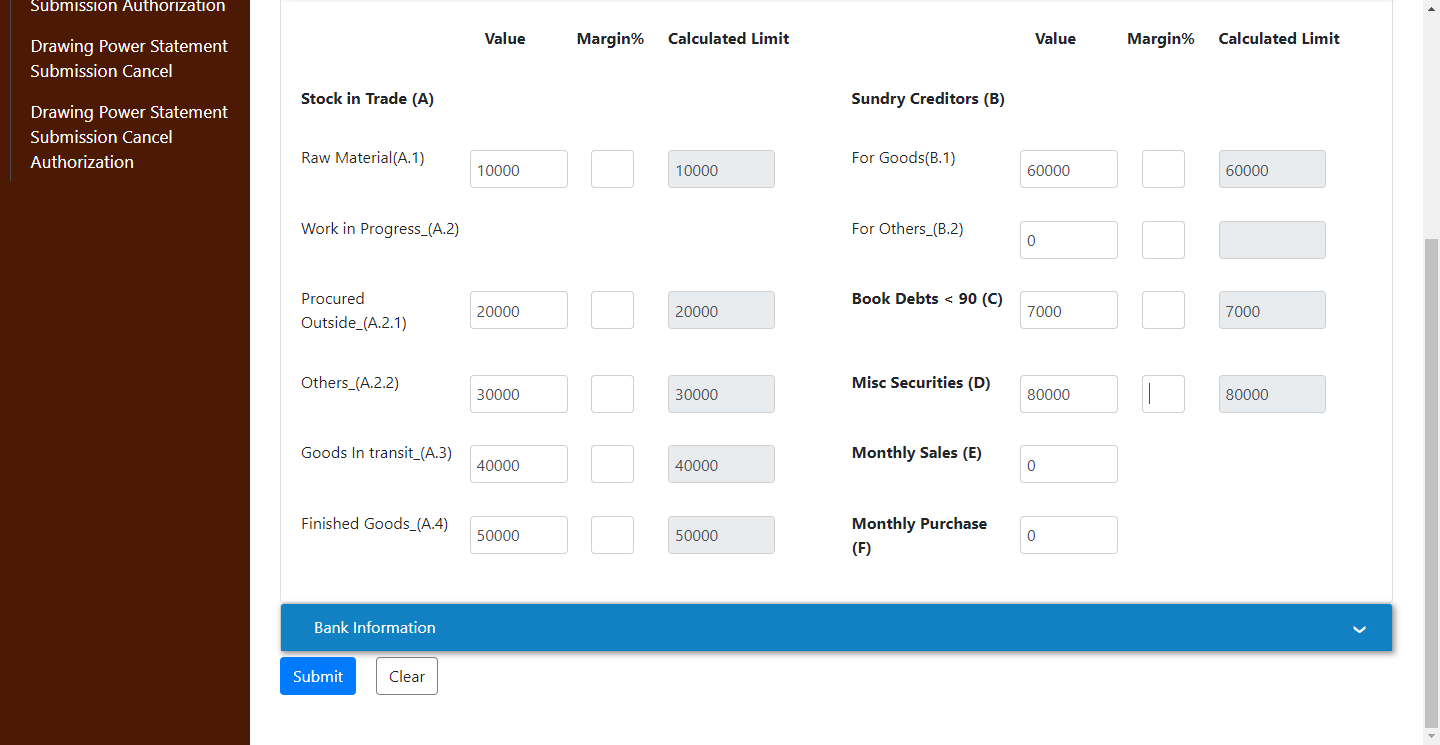 Submission Authorization
Drawing Power Statement
Submission Cancel
Drawing Power Statement
Submission Cancel
Authorization
Value Margin% Calculated Limit Value Margin% Calculated Limit
Stock in Trade (A) Sundry Creditors (B)
Raw Material(A.1) 10000 10000 For Goods(B.1) 60000 60000
Work in Progress_(A.2) For Others_(B.2) 0
Procured
Outside_(A.2.1) 20000 20000 Book Debts < 90 (C) 7000 7000
Others_(A.2.2) 30000 30000 Misc Securities (D) 80000 80000
Goods In transit_(A.3) 40000 40000 Monthly Sales (E) 0
Finished Goods_(A.4) 50000 50000 Monthly Purchase
(F) 0
Bank Information
Submit Clear